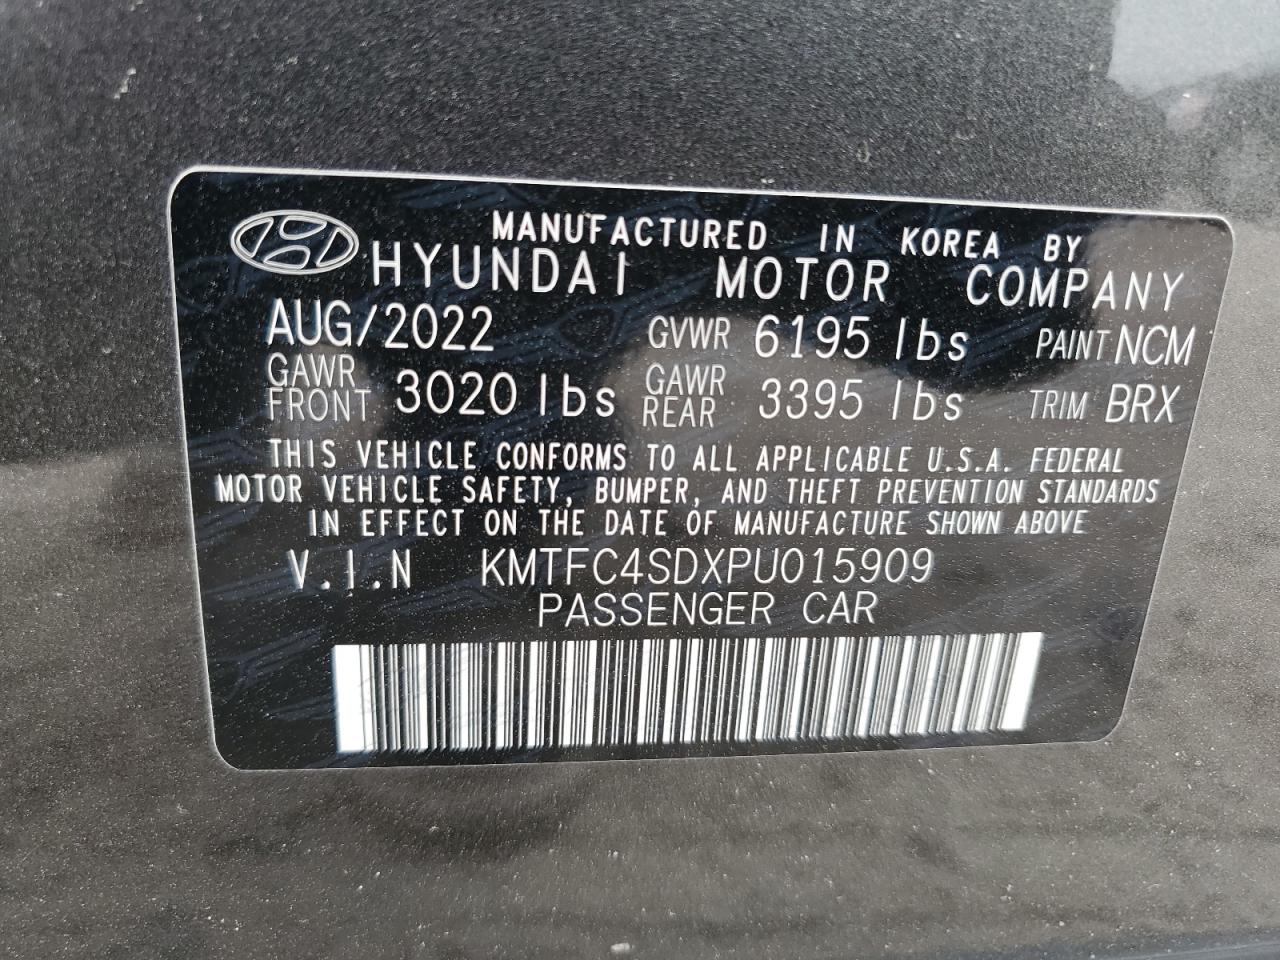 MANUFACTURED IN KOREA BY
HYUNDAI MOTOR COMPANY
AUG/2022 GVWR 6195 lbs PAINT NCM
GAWR FRONT 3020 lbs GAWR REAR 3395 lbs TRIM BRX
THIS VEHICLE CONFORMS TO ALL APPLICABLE U.S.A. FEDERAL
MOTOR VEHICLE SAFETY, BUMPER, AND THEFT PREVENTION STANDARDS
IN EFFECT ON THE DATE OF MANUFACTURE SHOWN ABOVE
V.I.N KMTFC4SDXPU015909
PASSENGER CAR